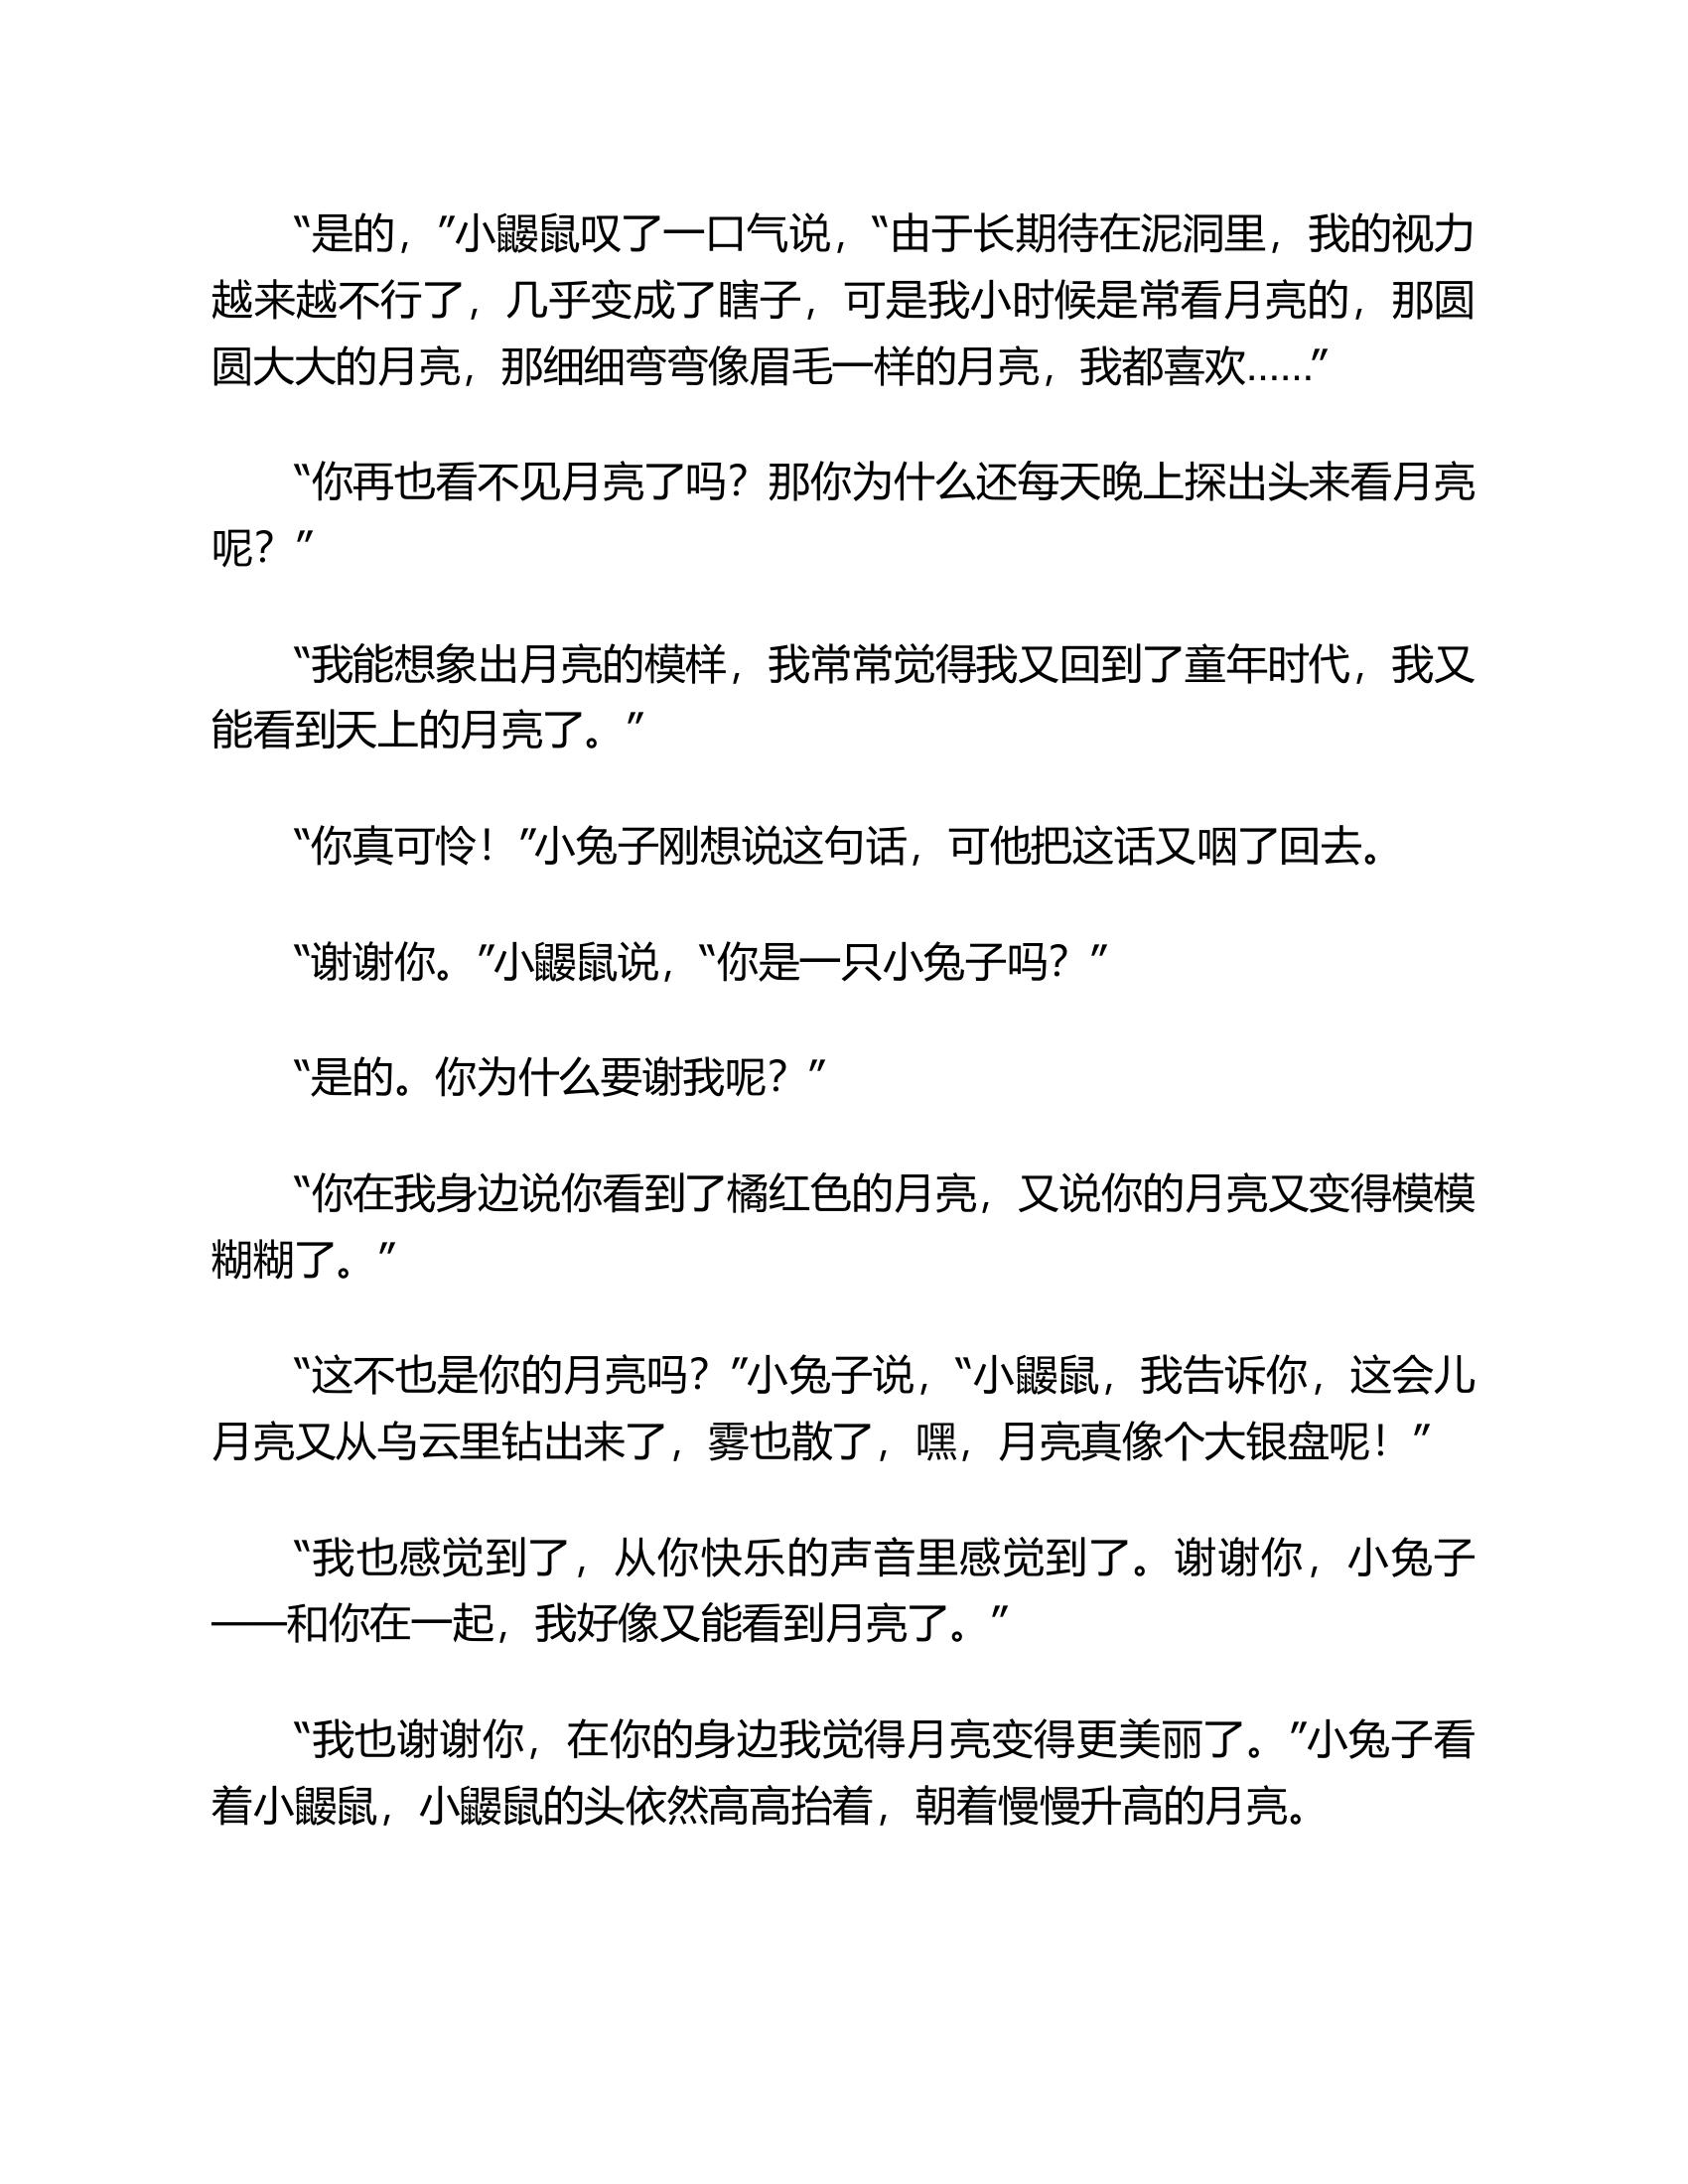 “是的，”小鼹鼠叹了一口气说，“由于长期待在泥洞里，我的视力
越来越不行了，几乎变成了瞎子，可是我小时候是常看月亮的，那圆
圆大大的月亮，那细细弯弯像眉毛一样的月亮，我都喜欢……”
“你再也看不见月亮了吗？那你为什么还每天晚上探出头来看月亮
呢？”
“我能想象出月亮的模样，我常常觉得我又回到了童年时代，我又
能看到天上的月亮了。”
“你真可怜！”小兔子刚想说这句话，可他把这话又咽了回去。
“谢谢你。”小鼹鼠说，“你是一只小兔子吗？”
“是的。你为什么要谢我呢？”
“你在我身边说你看到了橘红色的月亮，又说你的月亮又变得模模
糊糊了。”
“这不也是你的月亮吗？”小兔子说，“小鼹鼠，我告诉你，这会儿
月亮又从乌云里钻出来了，雾也散了，嘿，月亮真像个大银盘呢！”
“我也感觉到了，从你快乐的声音里感觉到了。谢谢你，小兔子
——和你在一起，我好像又能看到月亮了。”
“我也谢谢你，在你的身边我觉得月亮变得更美丽了。”小兔子看
着小鼹鼠，小鼹鼠的头依然高高抬着，朝着慢慢升高的月亮。